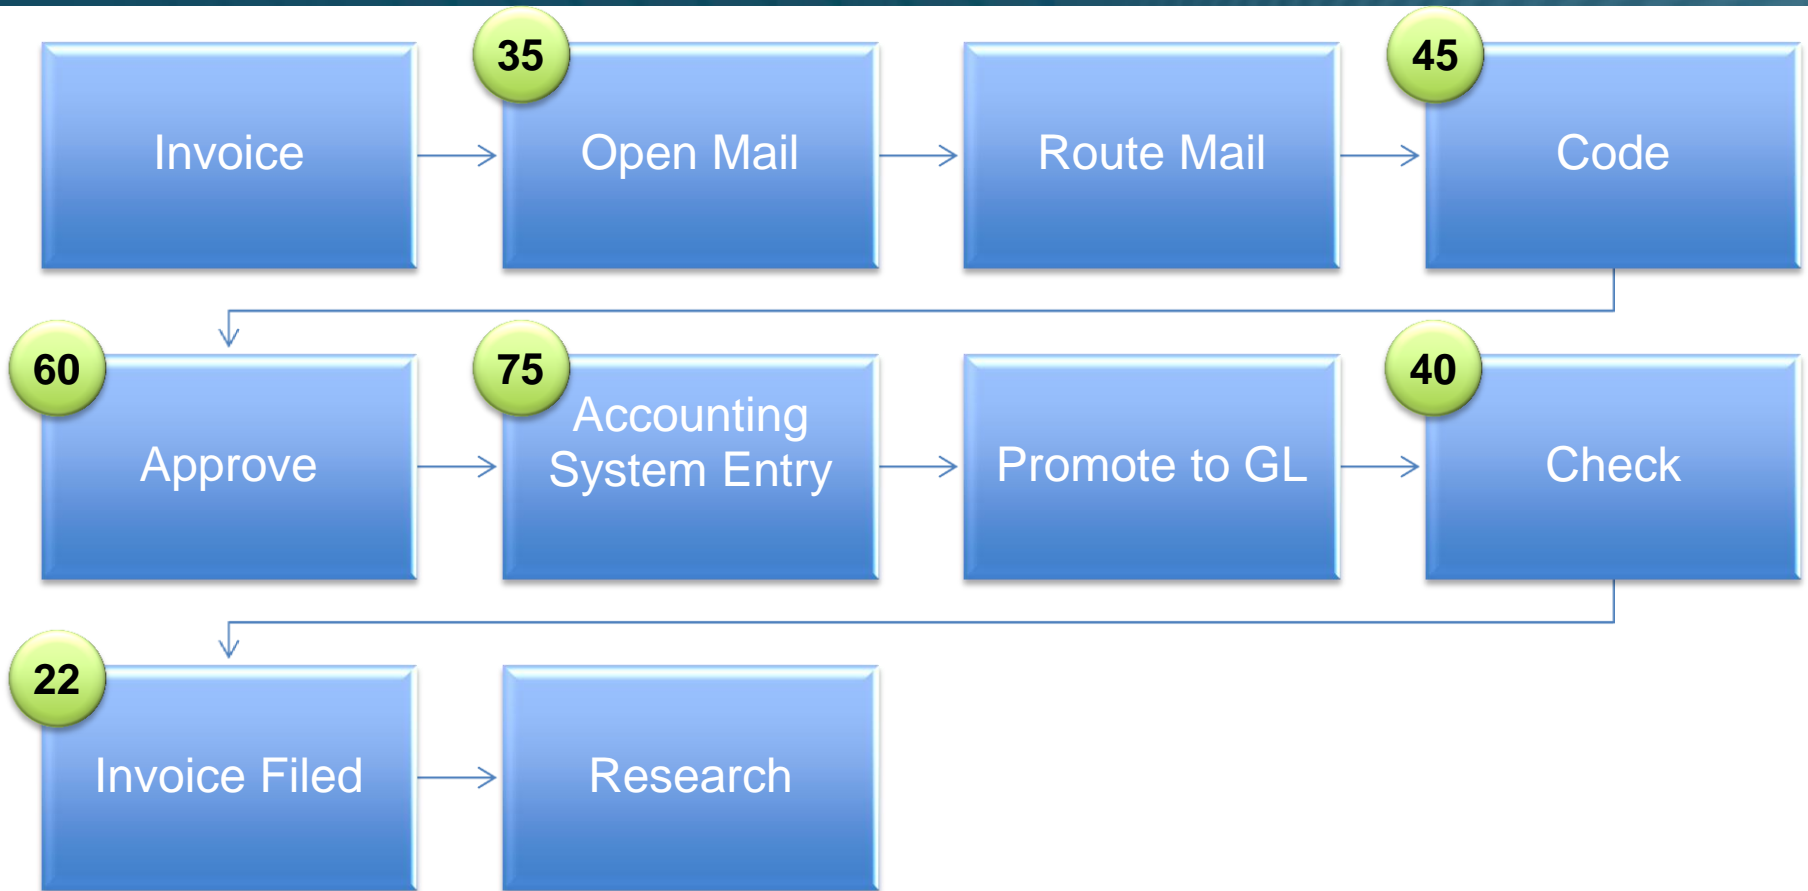 Invoice
35
Open Mail
Route Mail
45
Code
60
Approve
75
Accounting
System Entry
Promote to GL
40
Check
22
Invoice Filed
Research